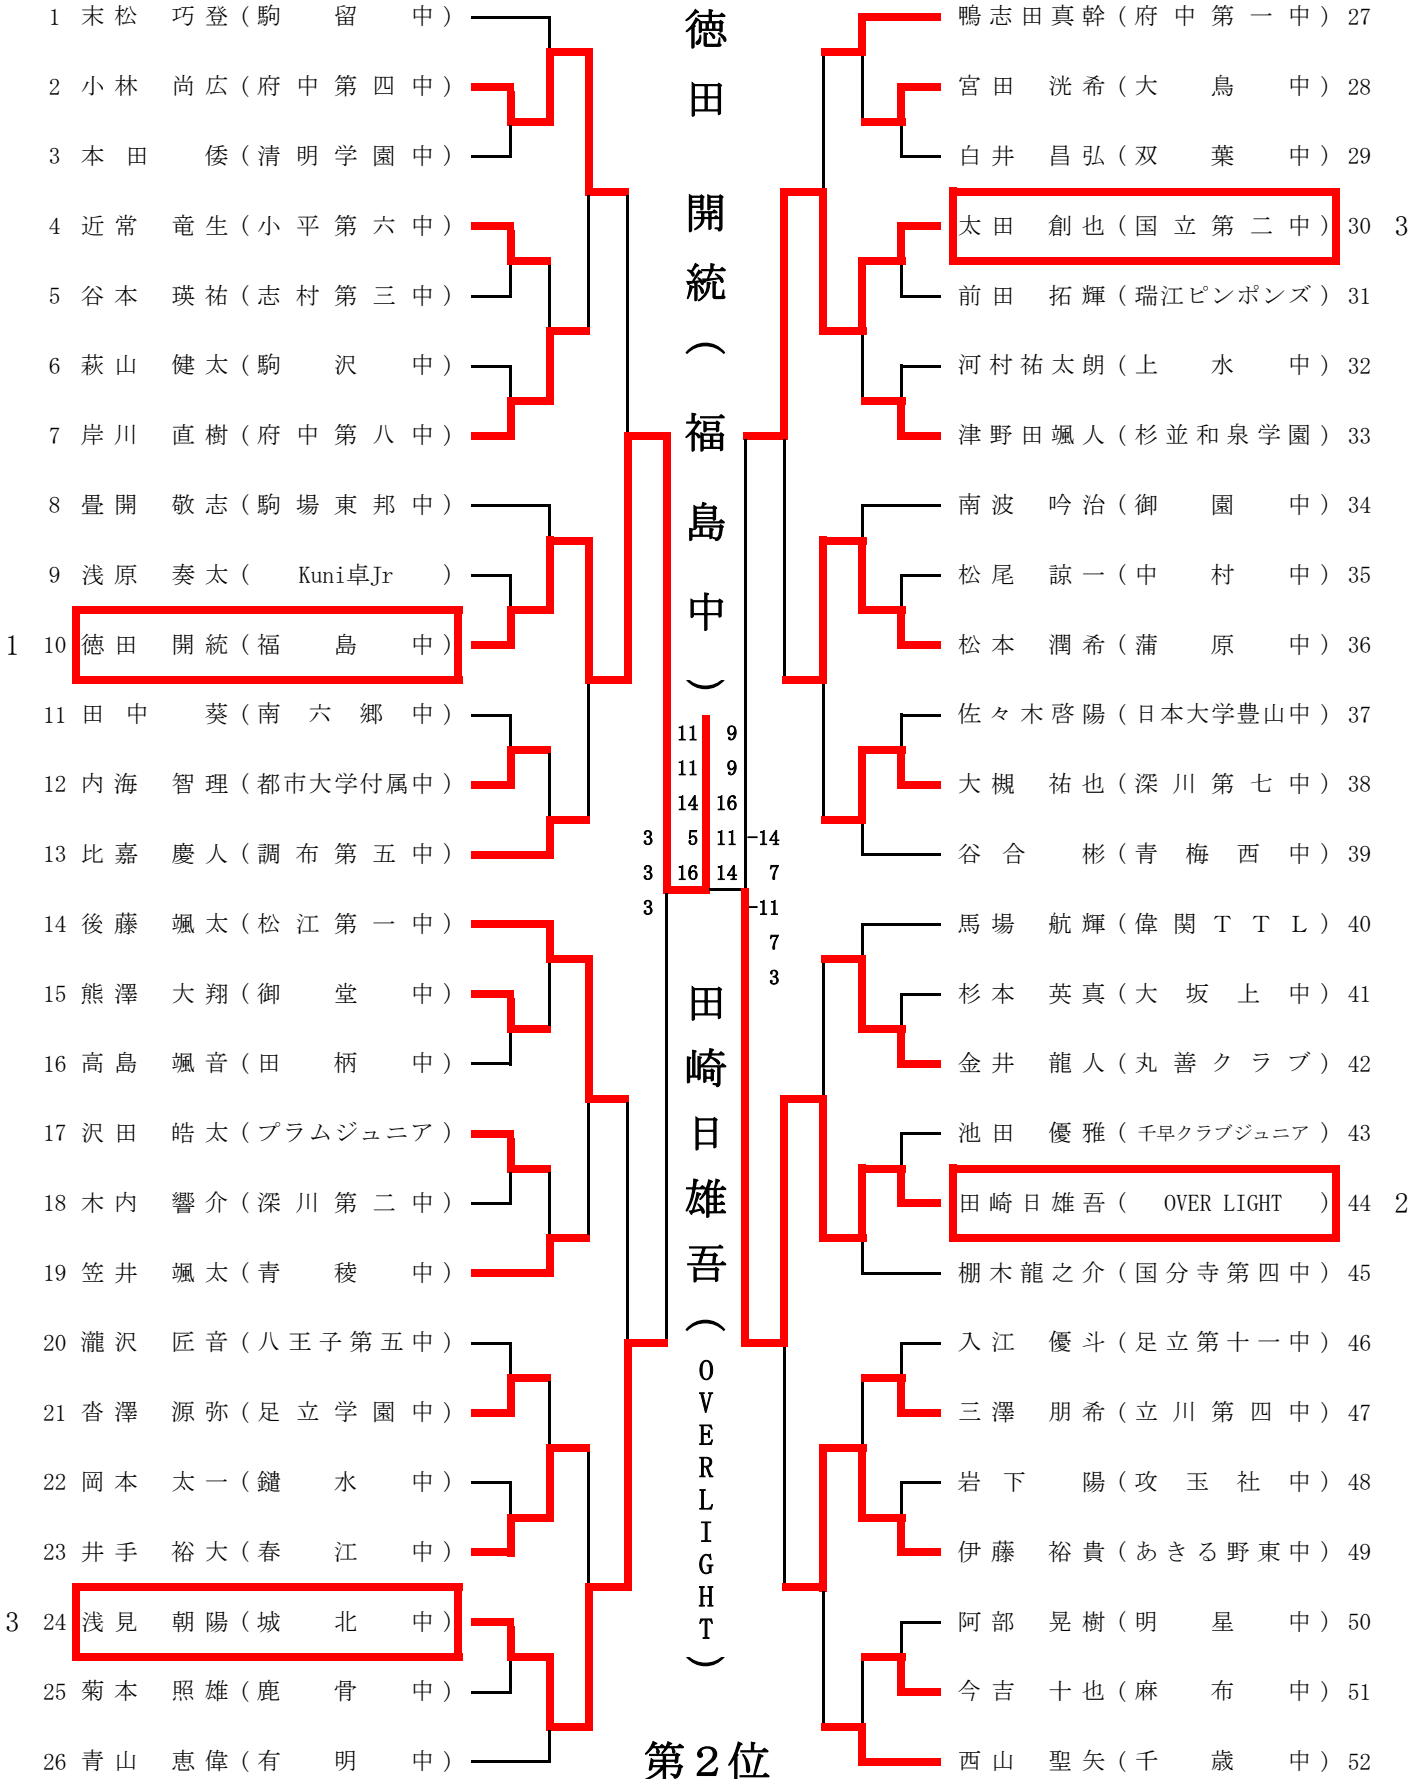 1 末松 巧登(駒留中)
2 小林 尚広(府中第四中)
3 本田 倭(清明学園中)
4 近常 竜生(小平第六中)
5 谷本 瑛祐(志村第三中)
6 萩山 健太(駒沢中)
7 岸川 直樹(府中第八中)
8 畳開 敬志(駒場東邦中)
9 浅原 奏太(Kuni卓Jr)
1 10 徳田 開統(福島中)
11 田中 葵(南六郷中)
12 内海 智理(都市大学付属中)
13 比嘉 慶人(調布第五中)
14 後藤 颯太(松江第一中)
15 熊澤 大翔(御堂中)
16 高島 颯音(田柄中)
17 沢田 皓太(プラムジュニア)
18 木内 響介(深川第二中)
19 笠井 颯太(青稜中)
20 瀧沢 匠音(八王子第五中)
21 沓澤 源弥(足立学園中)
22 岡本 太一(鑓水中)
23 井手 裕大(春江中)
3 24 浅見 朝陽(城北中)
25 菊本 照雄(鹿骨中)
26 青山 恵偉(有明中)
徳田 開統(福島中)
11 9
11 9
14 16
3 5 11 -14
3 16 14 7
3 -11
7
3
田崎日雄吾(OVERLIGHT)
第2位
鴨志田真幹(府中第一中) 27
宮田 洸希(大鳥中) 28
白井 昌弘(双葉中) 29
太田 創也(国立第二中) 30 3
前田 拓輝(瑞江ピンポンズ) 31
河村祐太朗(上水中) 32
津野田颯人(杉並和泉学園) 33
南波 吟治(御園中) 34
松尾 諒一(中村中) 35
松本 潤希(蒲原中) 36
佐々木啓陽(日本大学豊山中) 37
大槻 祐也(深川第七中) 38
谷合 彬(青梅西中) 39
馬場 航輝(偉関TTL) 40
杉本 英真(大坂上中) 41
金井 龍人(丸善クラブ) 42
池田 優雅(千早クラブジュニア) 43
田崎日雄吾(OVER LIGHT) 44 2
棚木龍之介(国分寺第四中) 45
入江 優斗(足立第十一中) 46
三澤 朋希(立川第四中) 47
岩下 陽(攻玉社中) 48
伊藤 裕貴(あきる野東中) 49
阿部 晃樹(明星中) 50
今吉 十也(麻布中) 51
西山 聖矢(千歳中) 52